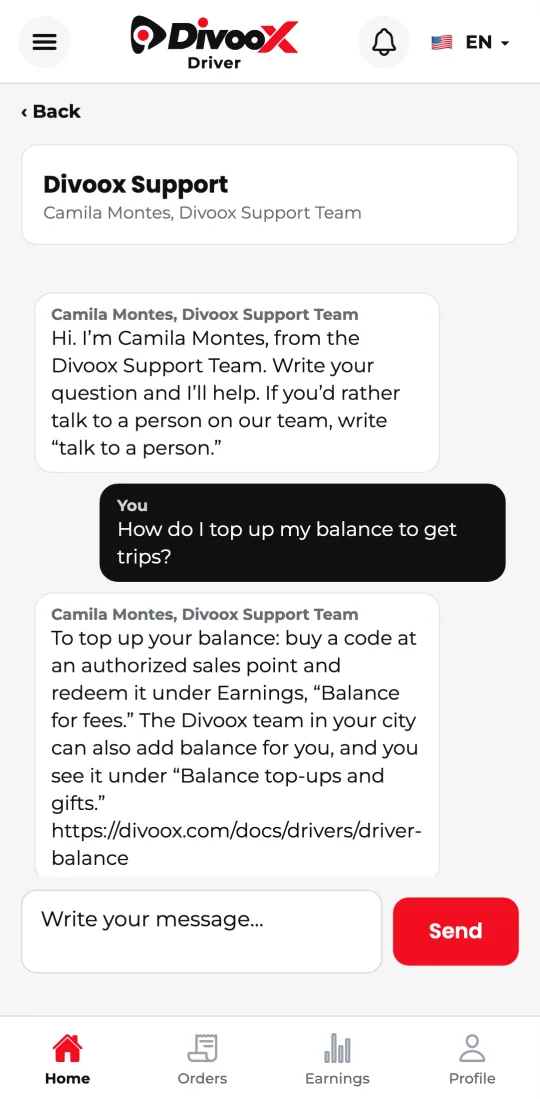 DivooX
Driver
EN
‹ Back
Divoox Support
Camila Montes, Divoox Support Team
Camila Montes, Divoox Support Team
Hi. I’m Camila Montes, from the
Divoox Support Team. Write your
question and I’ll help. If you’d rather
talk to a person on our team, write
“talk to a person.”
You
How do I top up my balance to get
trips?
Camila Montes, Divoox Support Team
To top up your balance: buy a code at
an authorized sales point and
redeem it under Earnings, “Balance
for fees.” The Divoox team in your city
can also add balance for you, and you
see it under “Balance top-ups and
gifts.”
https://divoox.com/docs/drivers/driver-
balance
Write your message...
Send
Home
Orders
Earnings
Profile